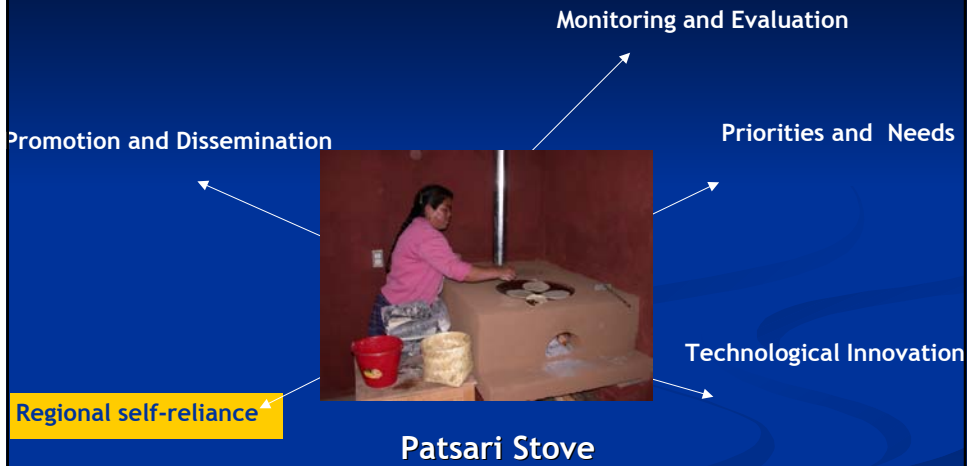 Monitoring and Evaluation
Promotion and Dissemination
Priorities and Needs
Technological Innovation
Regional self-reliance
Patsari Stove